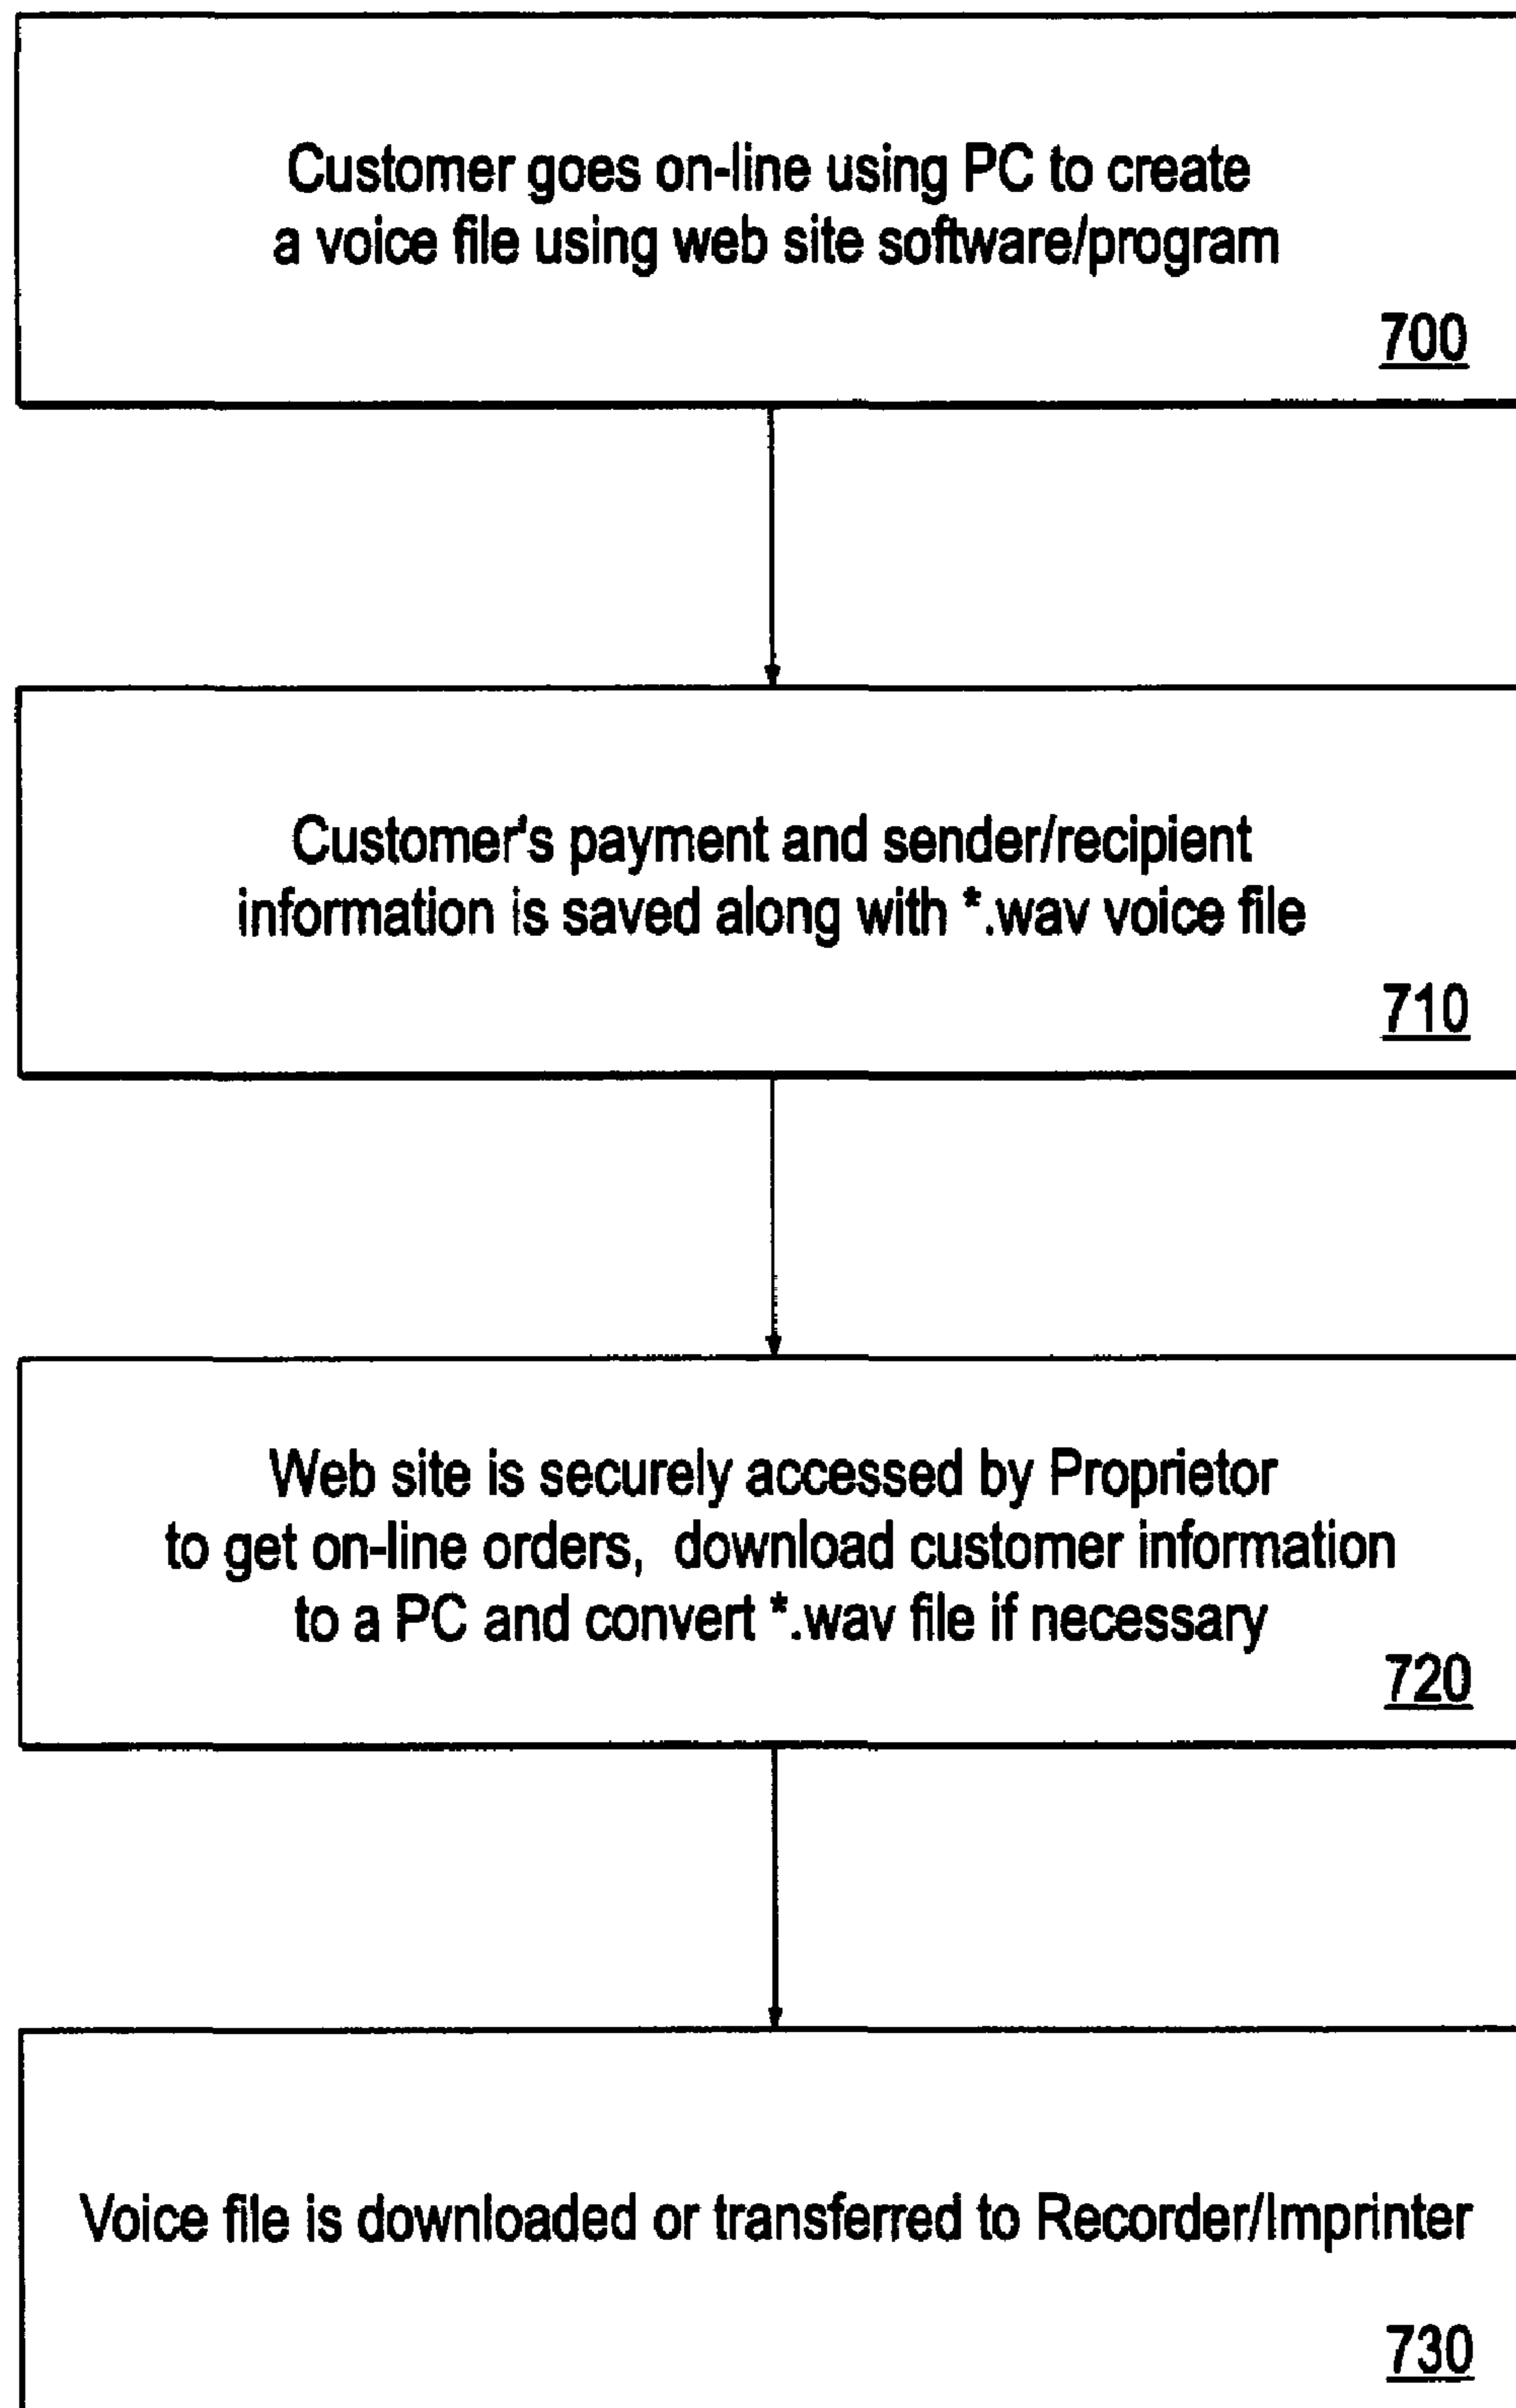 Customer goes on-line using PC to create
a voice file using web site software/program
700
Customer's payment and sender/recipient
information is saved along with *.wav voice file
710
Web site is securely accessed by Proprietor
to get on-line orders, download customer information
to a PC and convert *.wav file if necessary
720
Voice file is downloaded or transferred to Recorder/Imprinter
730